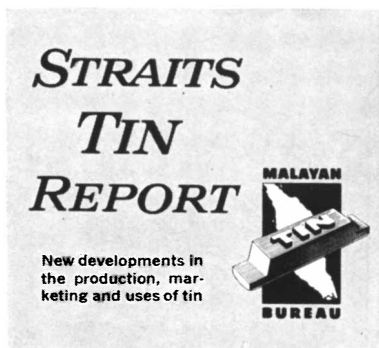 STRAITS
TIN
REPORT
New developments in
the production, mar-
keting and uses of tin
MALAYAN
TIN
BUREAU